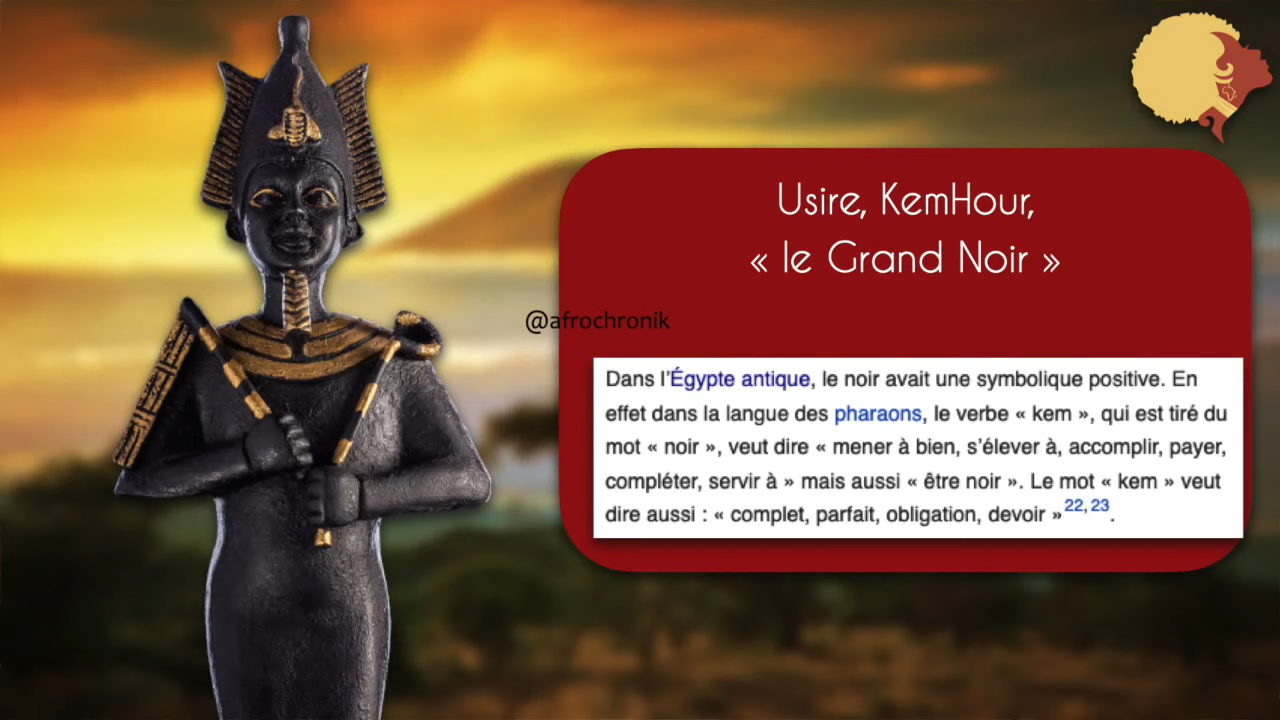 Usire, KemHour,
« le Grand Noir »
@afrochronik
Dans l'Égypte antique, le noir avait une symbolique positive. En
effet dans la langue des pharaons, le verbe « kem », qui est tiré du
mot « noir », veut dire « mener à bien, s'élever à, accomplir, payer,
compléter, servir à » mais aussi « être noir ». Le mot « kem » veut
dire aussi : « complet, parfait, obligation, devoir »22, 23.